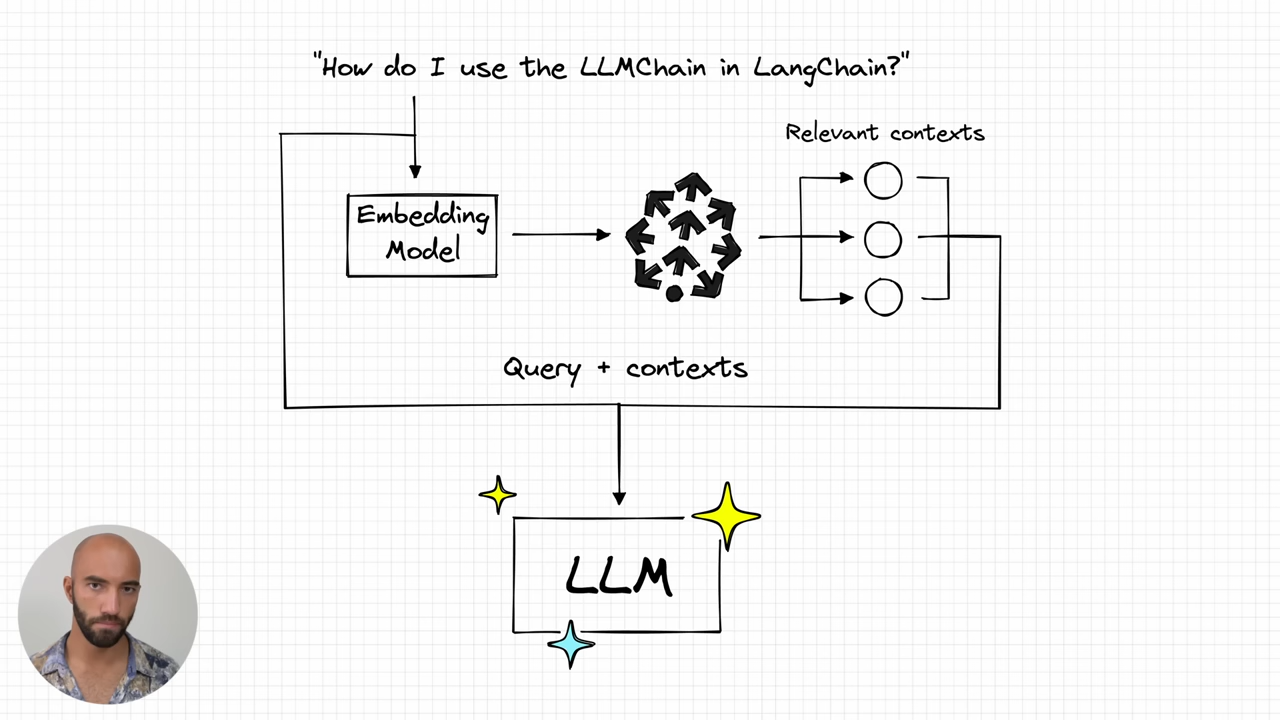 "How do I use the LLMChain in LangChain?"
Relevant contexts
Embedding
Model
Query + contexts
LLM